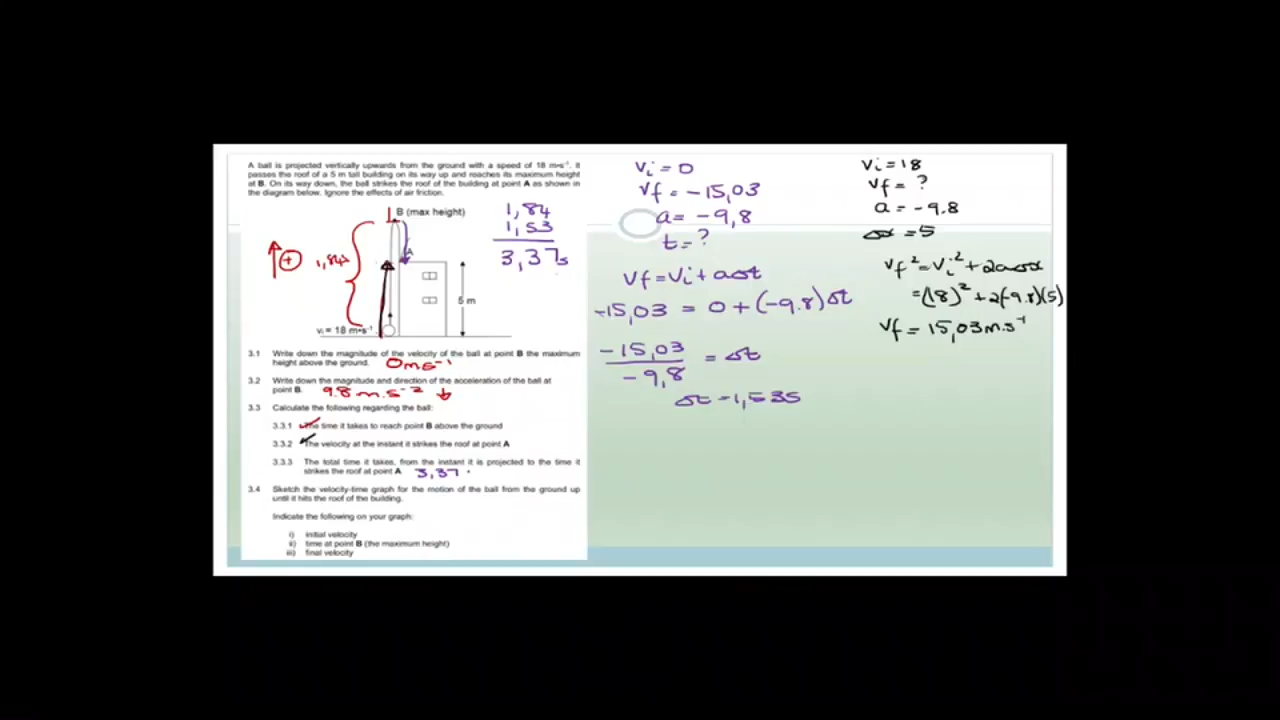 A ball is projected vertically upwards from the ground with a speed of 18 m•s⁻¹. It
passes the roof of a 5 m tall building on its way up and reaches its maximum height
at B. On its way down, the ball strikes the roof of the building at point A as shown in
the diagram below. Ignore the effects of air friction.
B (max height)
A
1,84s
5 m
vᵢ = 18 m•s⁻¹
1,84
1,53
3,37s
3.1 Write down the magnitude of the velocity of the ball at point B the maximum
height above the ground. 0ms⁻¹
3.2 Write down the magnitude and direction of the acceleration of the ball at
point B. 9.8 m.s⁻² ↓
3.3 Calculate the following regarding the ball:
3.3.1 The time it takes to reach point B above the ground
3.3.2 The velocity at the instant it strikes the roof at point A
3.3.3 The total time it takes, from the instant it is projected to the time it
strikes the roof at point A 3,37
3.4 Sketch the velocity-time graph for the motion of the ball from the ground up
until it hits the roof of the building.
Indicate the following on your graph:
i) initial velocity
ii) time at point B (the maximum height)
iii) final velocity
Vi = 0
Vf = -15,03
a = -9,8
t = ?
Vf = Vi + aΔt
-15,03 = 0 + (-9.8)Δt
-15,03
-9,8
= Δt
Δt = 1,53s
Vi = 18
Vf = ?
a = -9.8
Δx = 5
Vf² = Vi² + 2aΔx
= (18)² + 2(-9.8)(5)
Vf = 15,03 m.s⁻¹